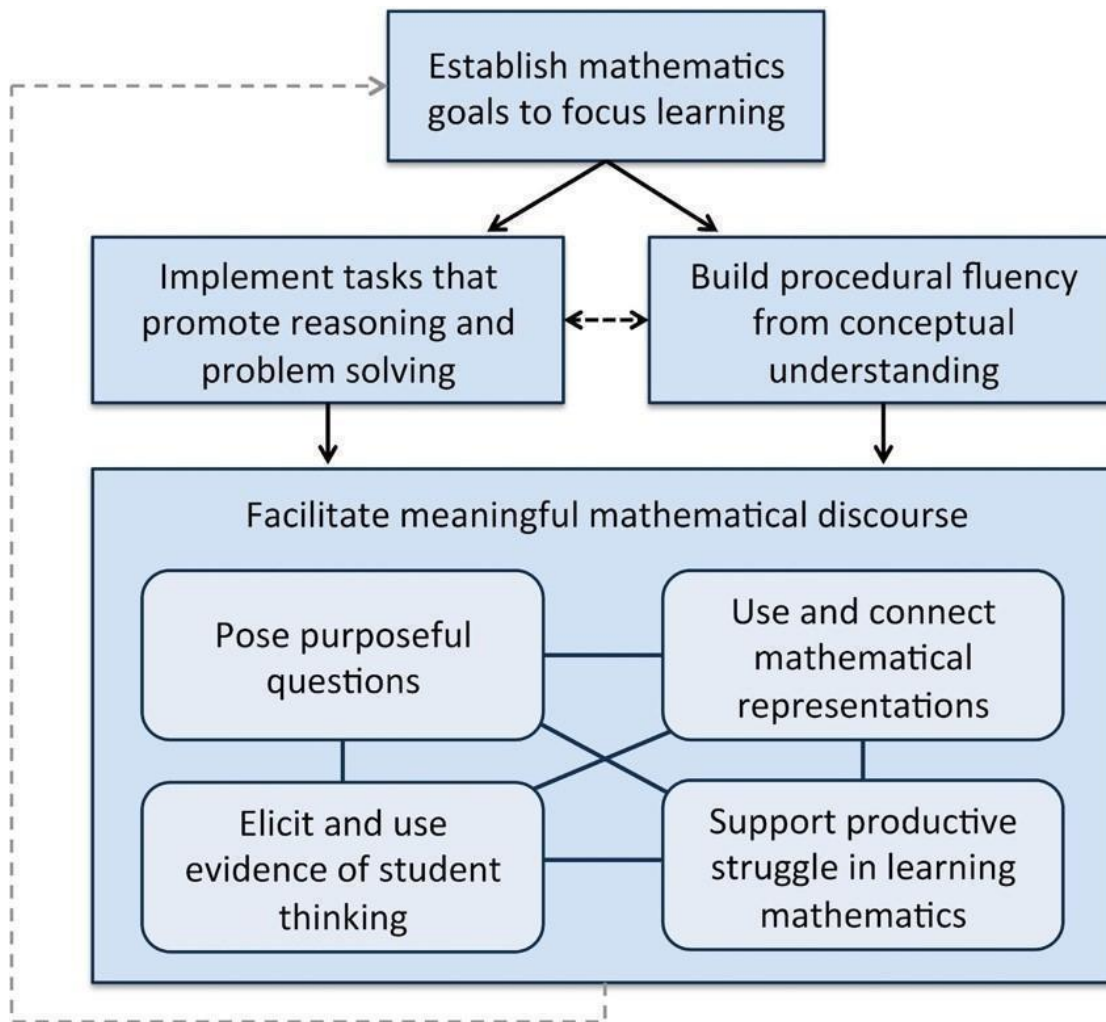 Establish mathematics
goals to focus learning
Implement tasks that
promote reasoning and
problem solving
Build procedural fluency
from conceptual
understanding
Facilitate meaningful mathematical discourse
Pose purposeful
questions
Use and connect
mathematical
representations
Elicit and use
evidence of student
thinking
Support productive
struggle in learning
mathematics